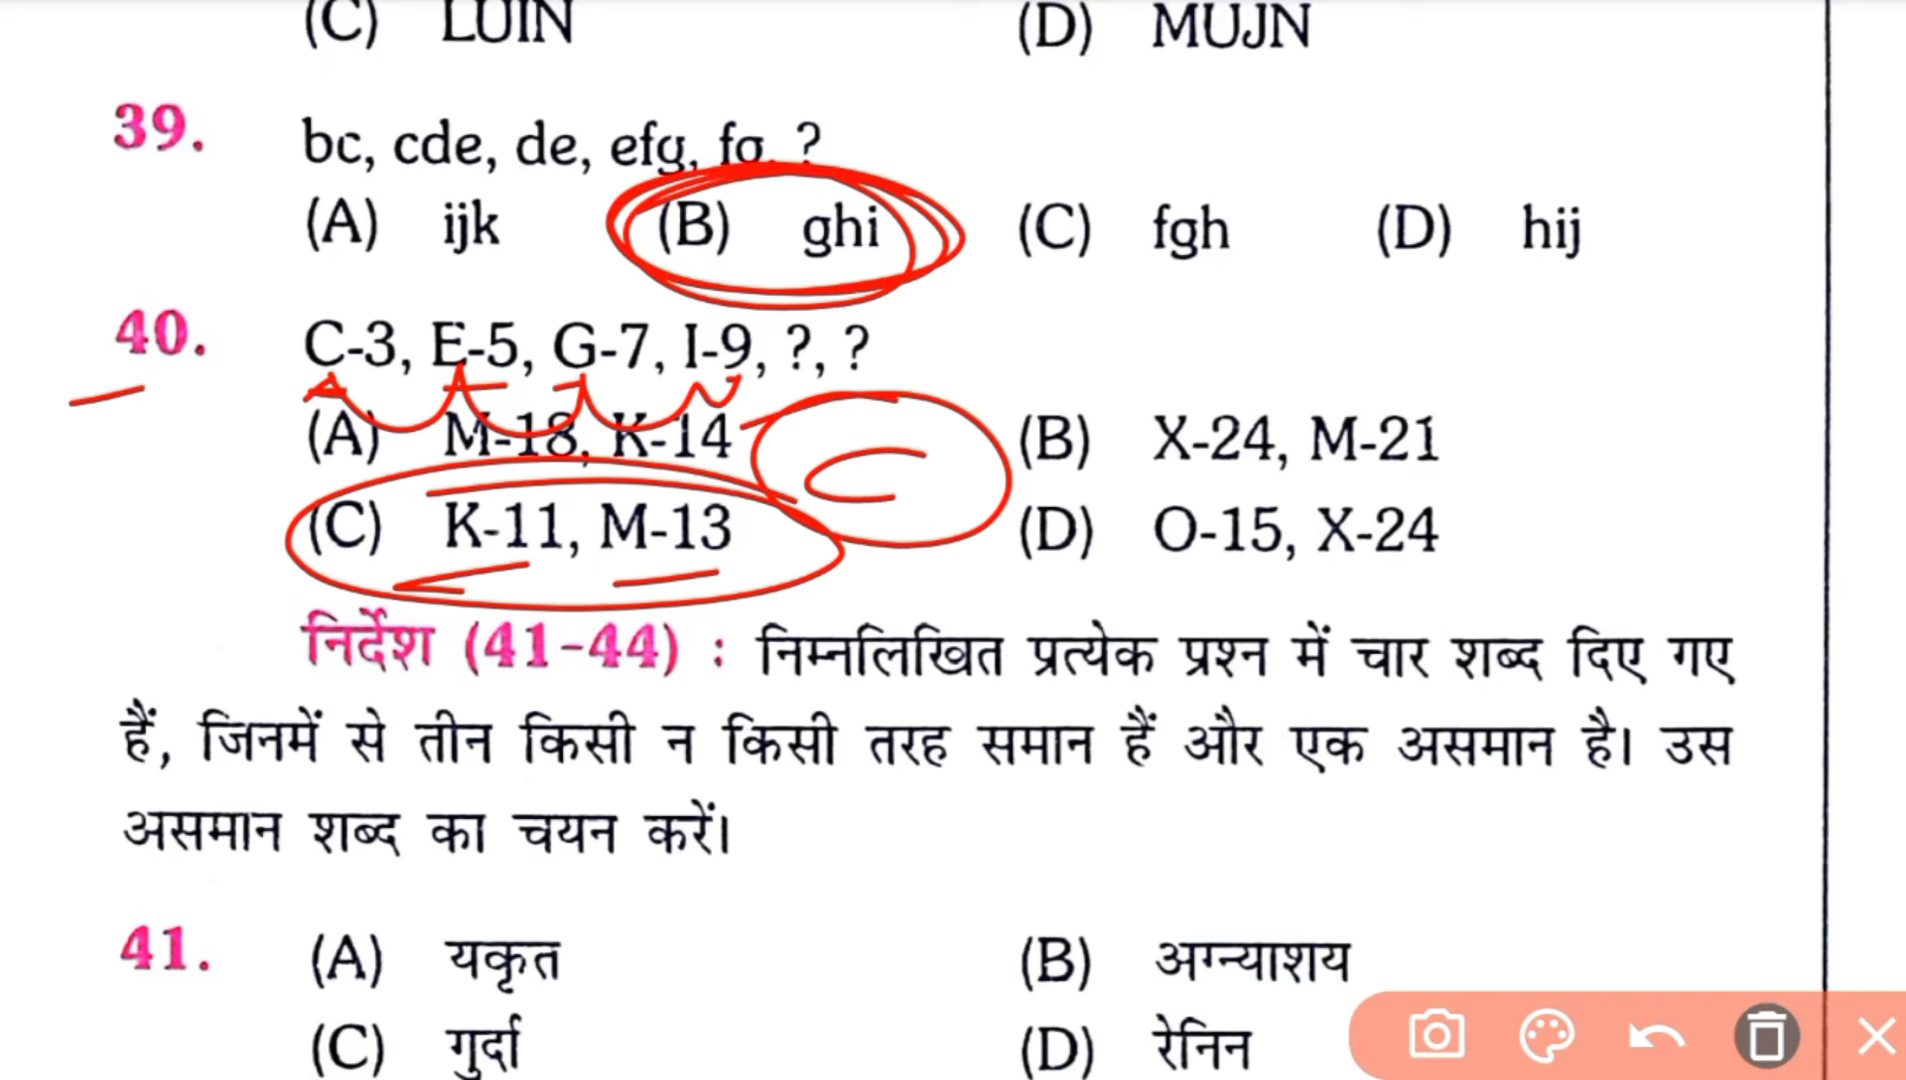 (C) LUIN (D) MUJN
39. bc, cde, de, efg, fg, ?
(A) ijk (B) ghi (C) fgh (D) hij
40. C-3, E-5, G-7, I-9, ?, ?
(A) M-18, K-14 (B) X-24, M-21
(C) K-11, M-13 (D) O-15, X-24
निर्देश (41-44) : निम्नलिखित प्रत्येक प्रश्न में चार शब्द दिए गए
हैं, जिनमें से तीन किसी न किसी तरह समान हैं और एक असमान है। उस
असमान शब्द का चयन करें।
41. (A) यकृत (B) अग्न्याशय
(C) गुर्दा (D) रेनिन